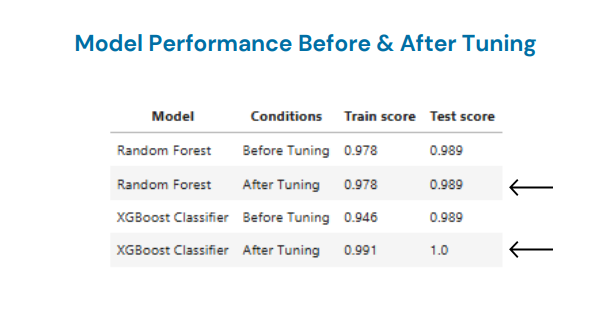 Model Performance Before & After Tuning
Model Conditions Train score Test score
Random Forest Before Tuning 0.978 0.989
Random Forest After Tuning 0.978 0.989
XGBoost Classifier Before Tuning 0.946 0.989
XGBoost Classifier After Tuning 0.991 1.0